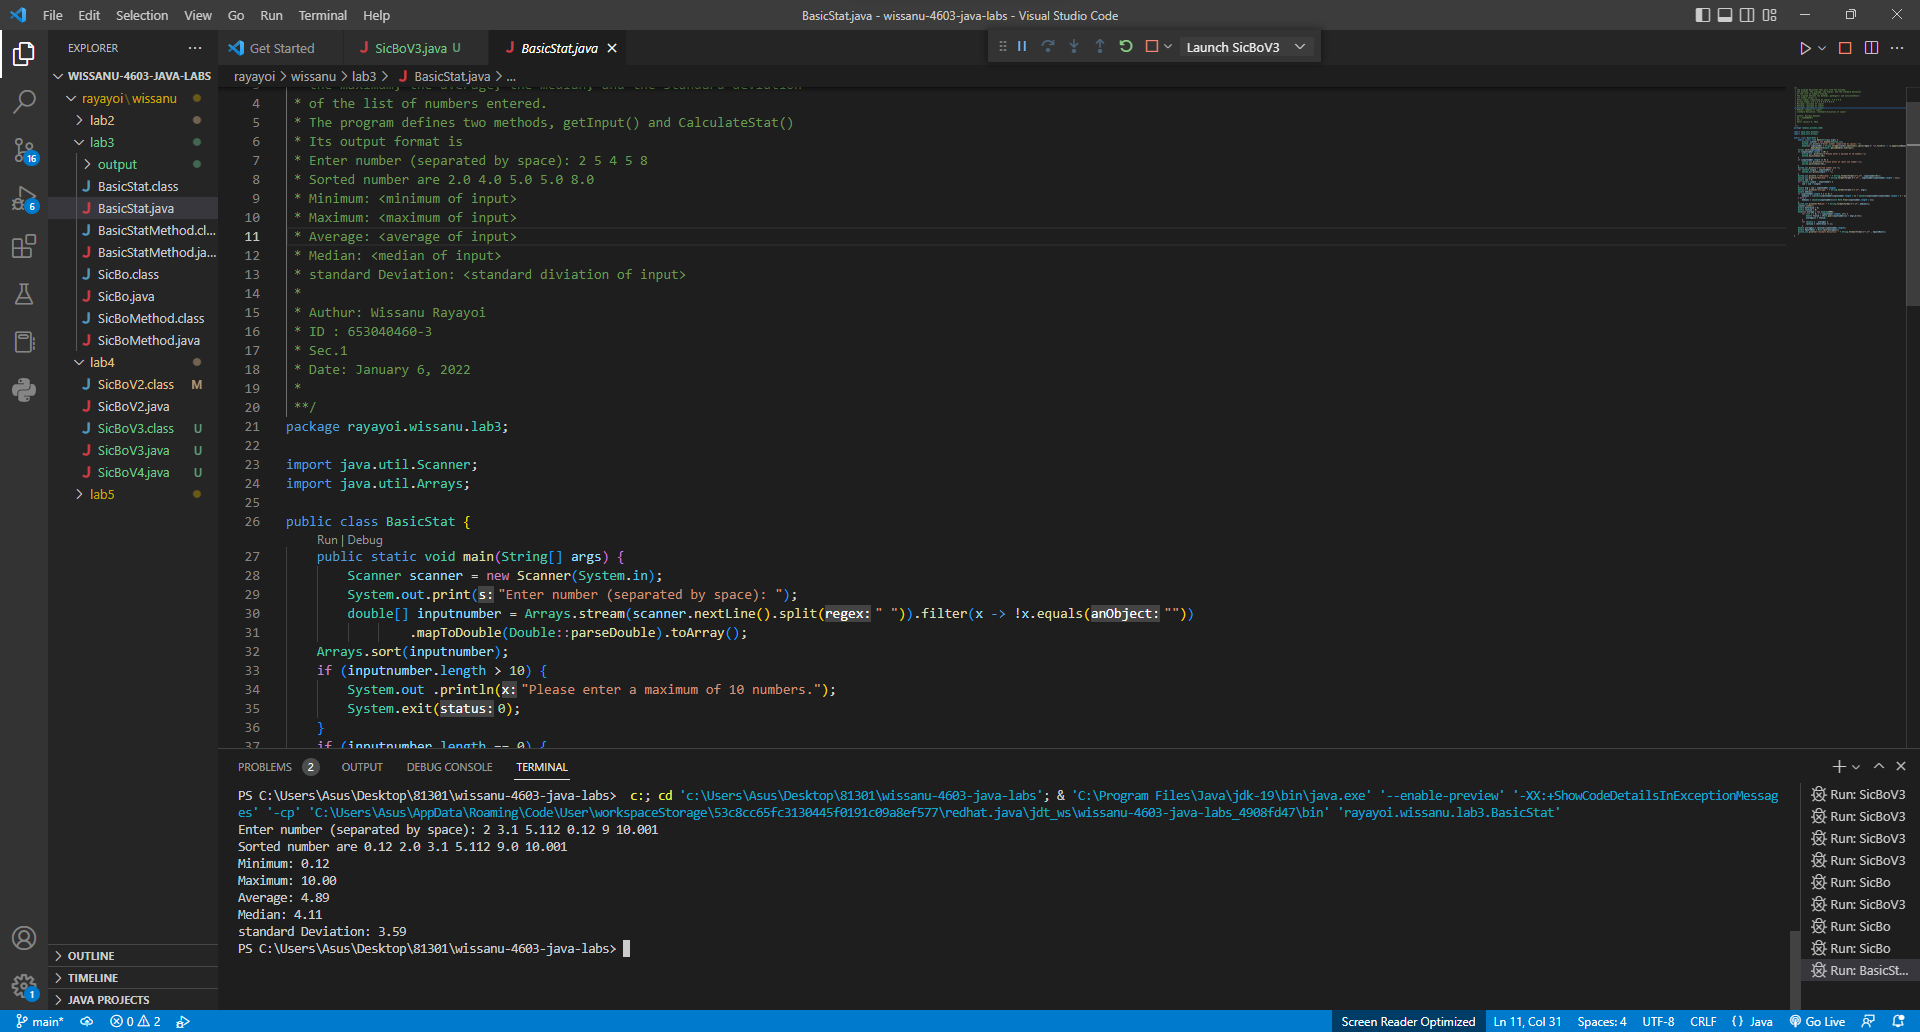 File Edit Selection View Go Run Terminal Help
BasicStat.java - wissanu-4603-java-labs - Visual Studio Code
EXPLORER
WISSANU-4603-JAVA-LABS
rayayoi\wissanu
lab2
lab3
output
BasicStat.class
BasicStat.java
BasicStatMethod.cl...
BasicStatMethod.ja...
SicBo.class
SicBo.java
SicBoMethod.class
SicBoMethod.java
lab4
SicBoV2.class M
SicBoV2.java
SicBoV3.class U
SicBoV3.java U
SicBoV4.java U
lab5
OUTLINE
TIMELINE
JAVA PROJECTS
16
6
1
Get Started
SicBoV3.java U
BasicStat.java
Launch SicBoV3
rayayoi > wissanu > lab3 > BasicStat.java > ...
4 * of the list of numbers entered.
5 * The program defines two methods, getInput() and CalculateStat()
6 * Its output format is
7 * Enter number (separated by space): 2 5 4 5 8
8 * Sorted number are 2.0 4.0 5.0 5.0 8.0
9 * Minimum: <minimum of input>
10 * Maximum: <maximum of input>
11 * Average: <average of input>
12 * Median: <median of input>
13 * standard Deviation: <standard diviation of input>
14 *
15 * Authur: Wissanu Rayayoi
16 * ID : 653040460-3
17 * Sec.1
18 * Date: January 6, 2022
19 *
20 **/
21 package rayayoi.wissanu.lab3;
22
23 import java.util.Scanner;
24 import java.util.Arrays;
25
26 public class BasicStat {
Run | Debug
27 public static void main(String[] args) {
28 Scanner scanner = new Scanner(System.in);
29 System.out.print(s: "Enter number (separated by space): ");
30 double[] inputnumber = Arrays.stream(scanner.nextLine().split(regex: " ")).filter(x -> !x.equals(anObject: ""))
31 .mapToDouble(Double::parseDouble).toArray();
32 Arrays.sort(inputnumber);
33 if (inputnumber.length > 10) {
34 System.out .println(x: "Please enter a maximum of 10 numbers.");
35 System.exit(status: 0);
36 }
37 if (inputnumber.length == 0) {
PROBLEMS 2 OUTPUT DEBUG CONSOLE TERMINAL
PS C:\Users\Asus\Desktop\81301\wissanu-4603-java-labs> c:; cd 'c:\Users\Asus\Desktop\81301\wissanu-4603-java-labs'; & 'C:\Program Files\Java\jdk-19\bin\java.exe' '--enable-preview' '-XX:+ShowCodeDetailsInExceptionMessag
es' '-cp' 'C:\Users\Asus\AppData\Roaming\Code\User\workspaceStorage\53c8cc65fc3130445f0191c09a8ef577\redhat.java\jdt_ws\wissanu-4603-java-labs_4908fd47\bin' 'rayayoi.wissanu.lab3.BasicStat'
Enter number (separated by space): 2 3.1 5.112 0.12 9 10.001
Sorted number are 0.12 2.0 3.1 5.112 9.0 10.001
Minimum: 0.12
Maximum: 10.00
Average: 4.89
Median: 4.11
standard Deviation: 3.59
PS C:\Users\Asus\Desktop\81301\wissanu-4603-java-labs>
Run: SicBoV3
Run: SicBoV3
Run: SicBoV3
Run: SicBoV3
Run: SicBo
Run: SicBoV3
Run: SicBo
Run: SicBo
Run: BasicSt...
main* 0 2
Screen Reader Optimized Ln 11, Col 31 Spaces: 4 UTF-8 CRLF {} Java Go Live